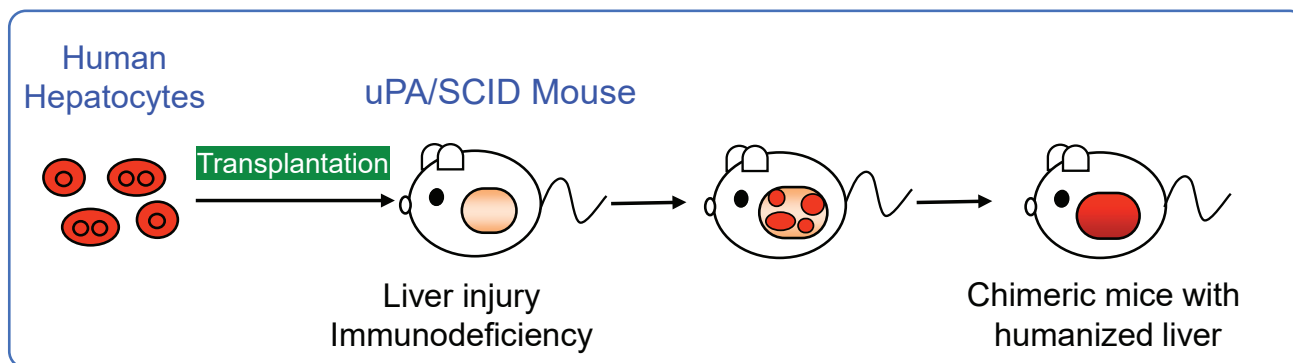 Human
Hepatocytes
uPA/SCID Mouse
Transplantation
Liver injury
Immunodeficiency
Chimeric mice with
humanized liver